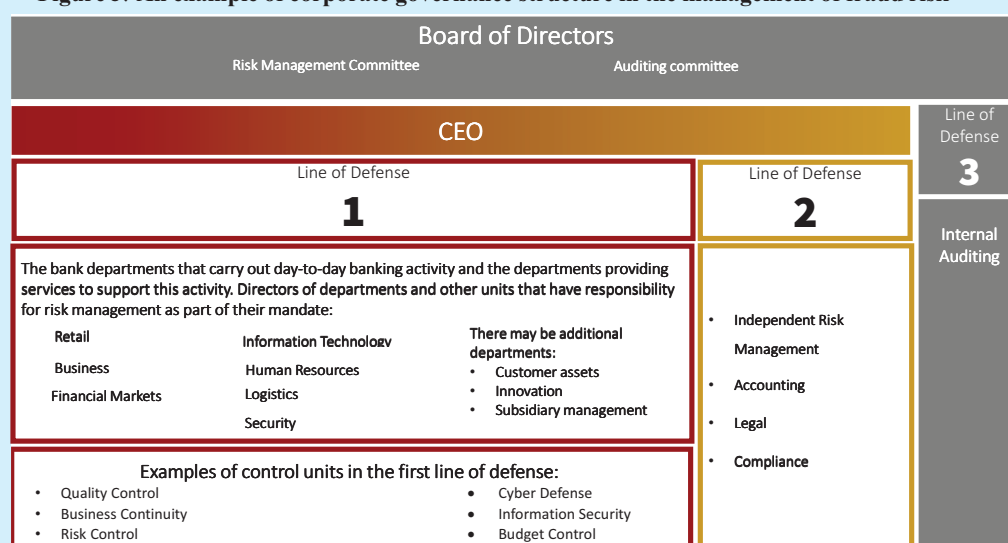 Board of Directors
Risk Management Committee
Auditing committee
CEO
Line of
Defense
3
Line of Defense
1
Line of Defense
2
Internal
Auditing
The bank departments that carry out day-to-day banking activity and the departments providing
services to support this activity. Directors of departments and other units that have responsibility
for risk management as part of their mandate:
Retail
Business
Financial Markets
Information Technology
Human Resources
Logistics
Security
There may be additional
departments:
• Customer assets
• Innovation
• Subsidiary management
• Independent Risk
Management
• Accounting
• Legal
• Compliance
Examples of control units in the first line of defense:
• Quality Control
• Business Continuity
• Risk Control
• Cyber Defense
• Information Security
• Budget Control